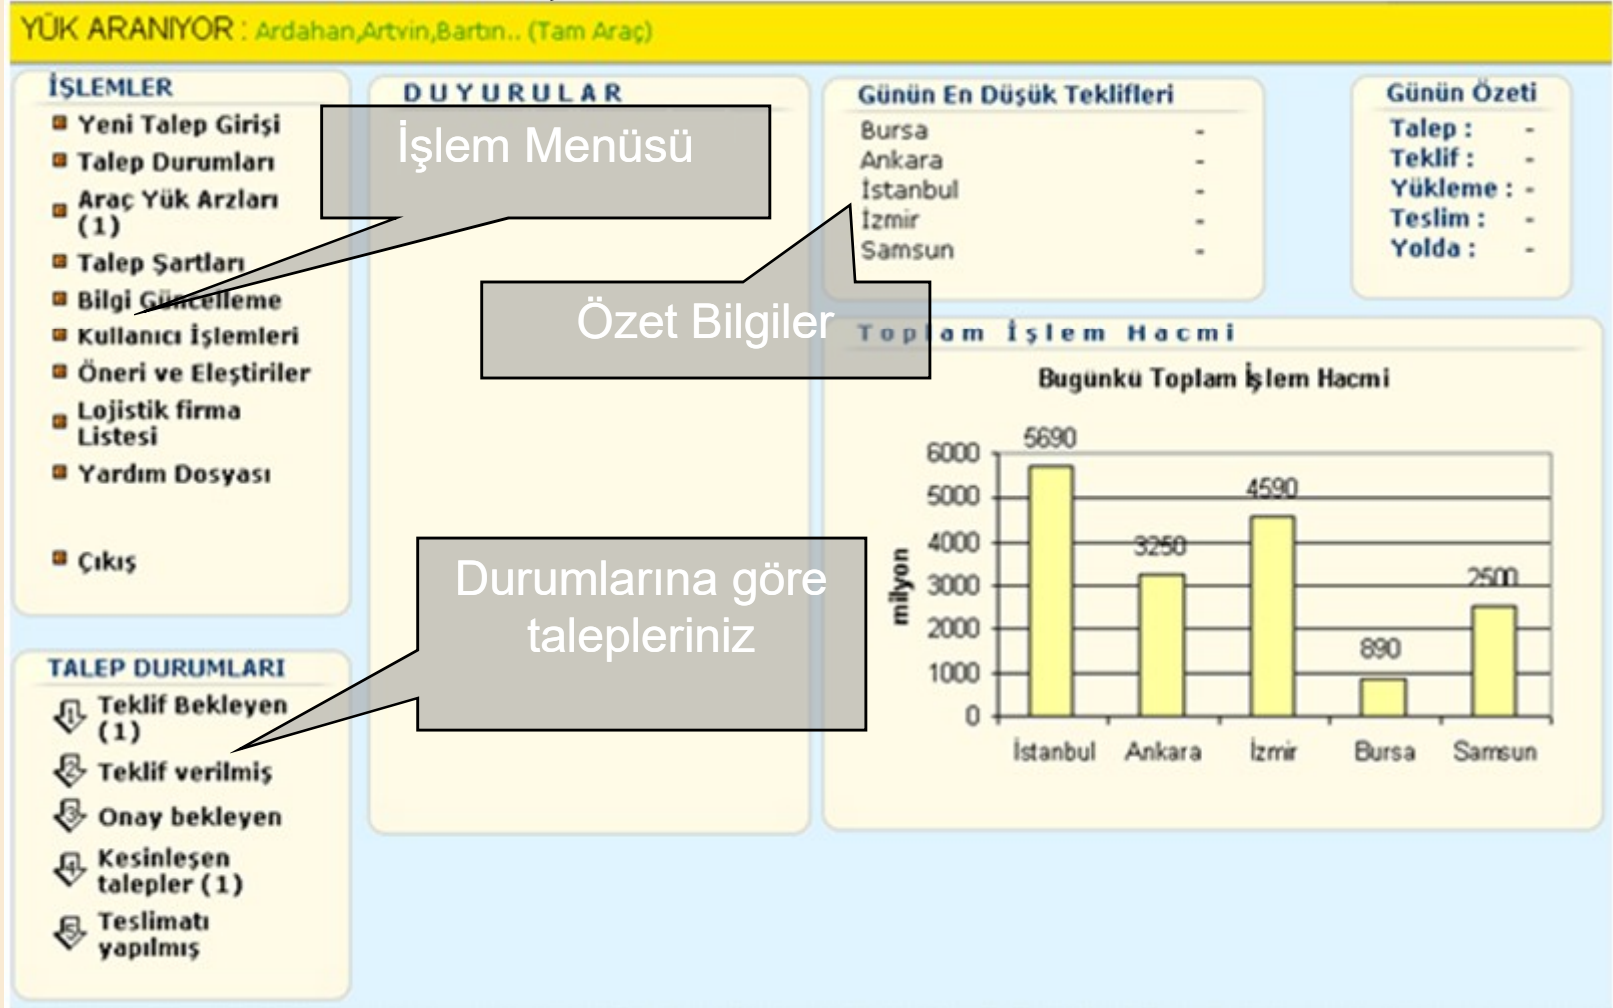 YÜK ARANIYOR : Ardahan,Artvin,Bartın.. (Tam Araç)
İŞLEMLER
Yeni Talep Girişi
Talep Durumları
Araç Yük Arzları
(1)
Talep Şartları
Bilgi Güncelleme
Kullanıcı İşlemleri
Öneri ve Eleştiriler
Lojistik firma
Listesi
Yardım Dosyası
Çıkış
TALEP DURUMLARI
1 Teklif Bekleyen
(1)
2 Teklif verilmiş
3 Onay bekleyen
4 Kesinleşen
talepler (1)
5 Teslimatı
yapılmış
DUYURULAR
İşlem Menüsü
Özet Bilgiler
Durumlarına göre
talepleriniz
Günün En Düşük Teklifleri
Bursa -
Ankara -
İstanbul -
İzmir -
Samsun -
Günün Özeti
Talep : -
Teklif : -
Yükleme : -
Teslim : -
Yolda : -
Toplam İşlem Hacmi
Bugünkü Toplam İşlem Hacmi
milyon
6000
5000
4000
3000
2000
1000
0
5690
3250
4590
890
2500
İstanbul Ankara İzmir Bursa Samsun